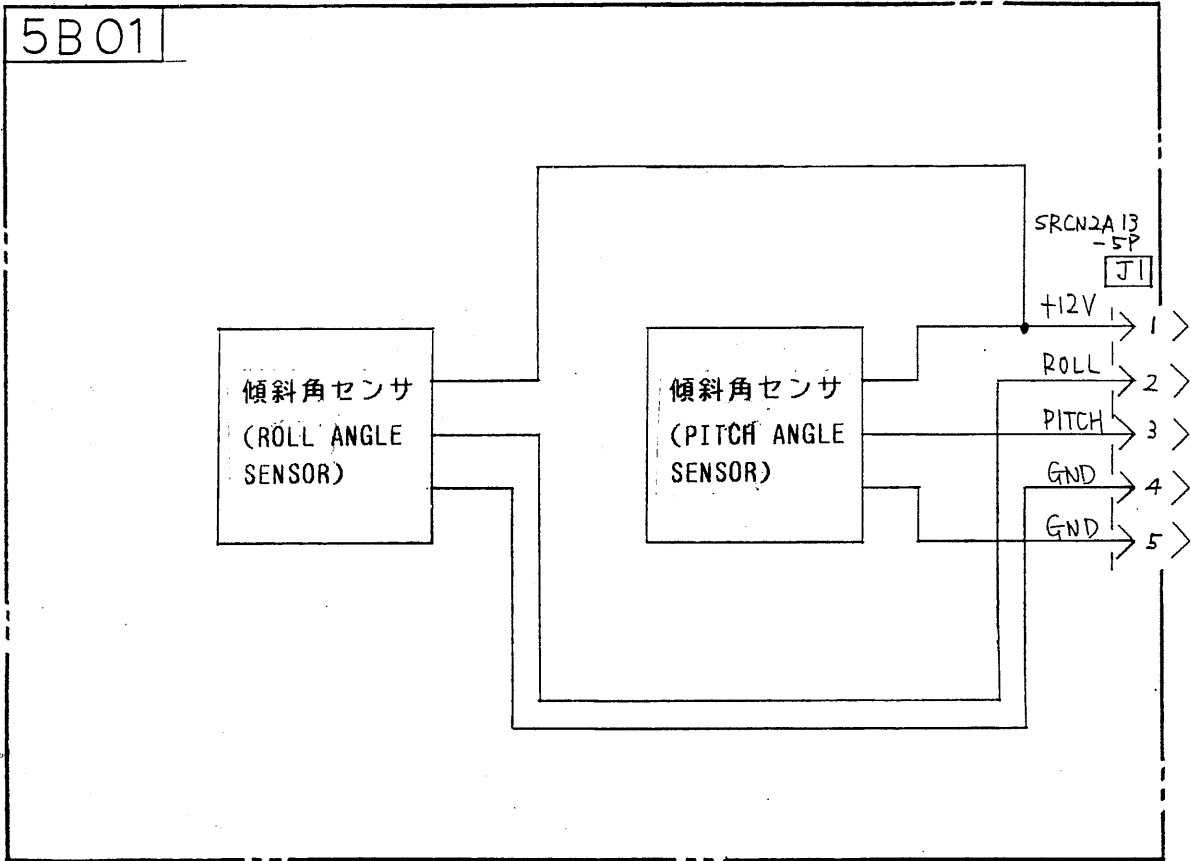 5B01
SRCN2A13
-5P
J1
+12V
1
ROLL
2
PITCH
3
GND
4
GND
5
傾斜角センサ
(ROLL ANGLE
SENSOR)
傾斜角センサ
(PITCH ANGLE
SENSOR)